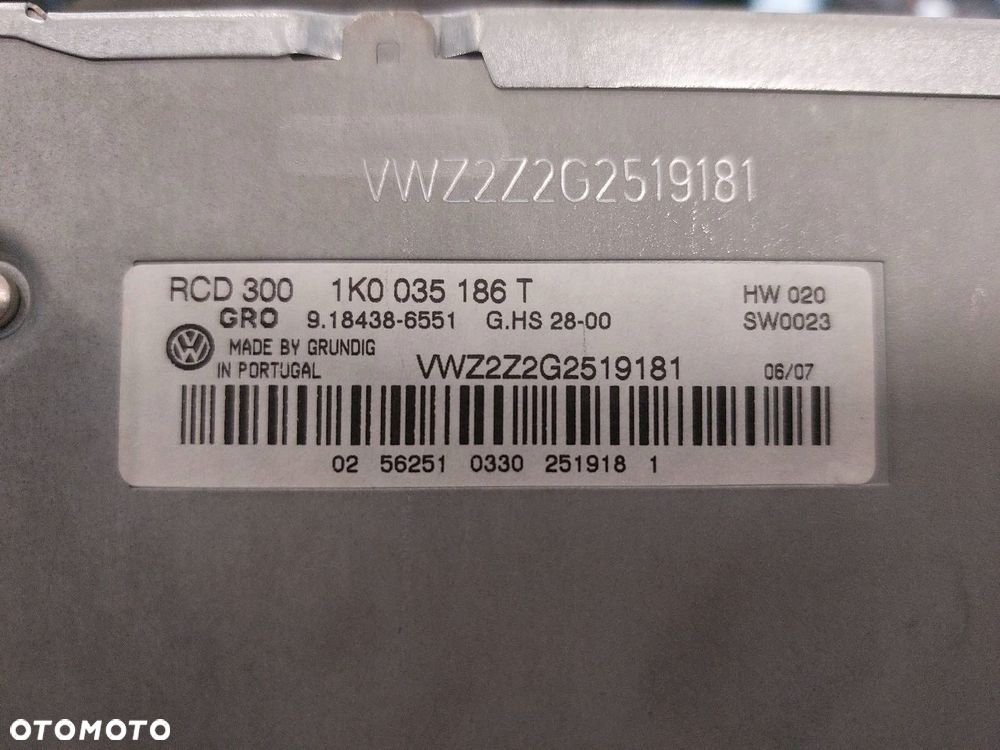 VWZ2Z2G2519181
RCD 300 1K0 035 186 T HW 020
GRO 9.18438-6551 G.HS 28-00 SW0023
MADE BY GRUNDIG
IN PORTUGAL VWZ2Z2G2519181 06/07
02 56251 0330 251918 1
OTOMOTO